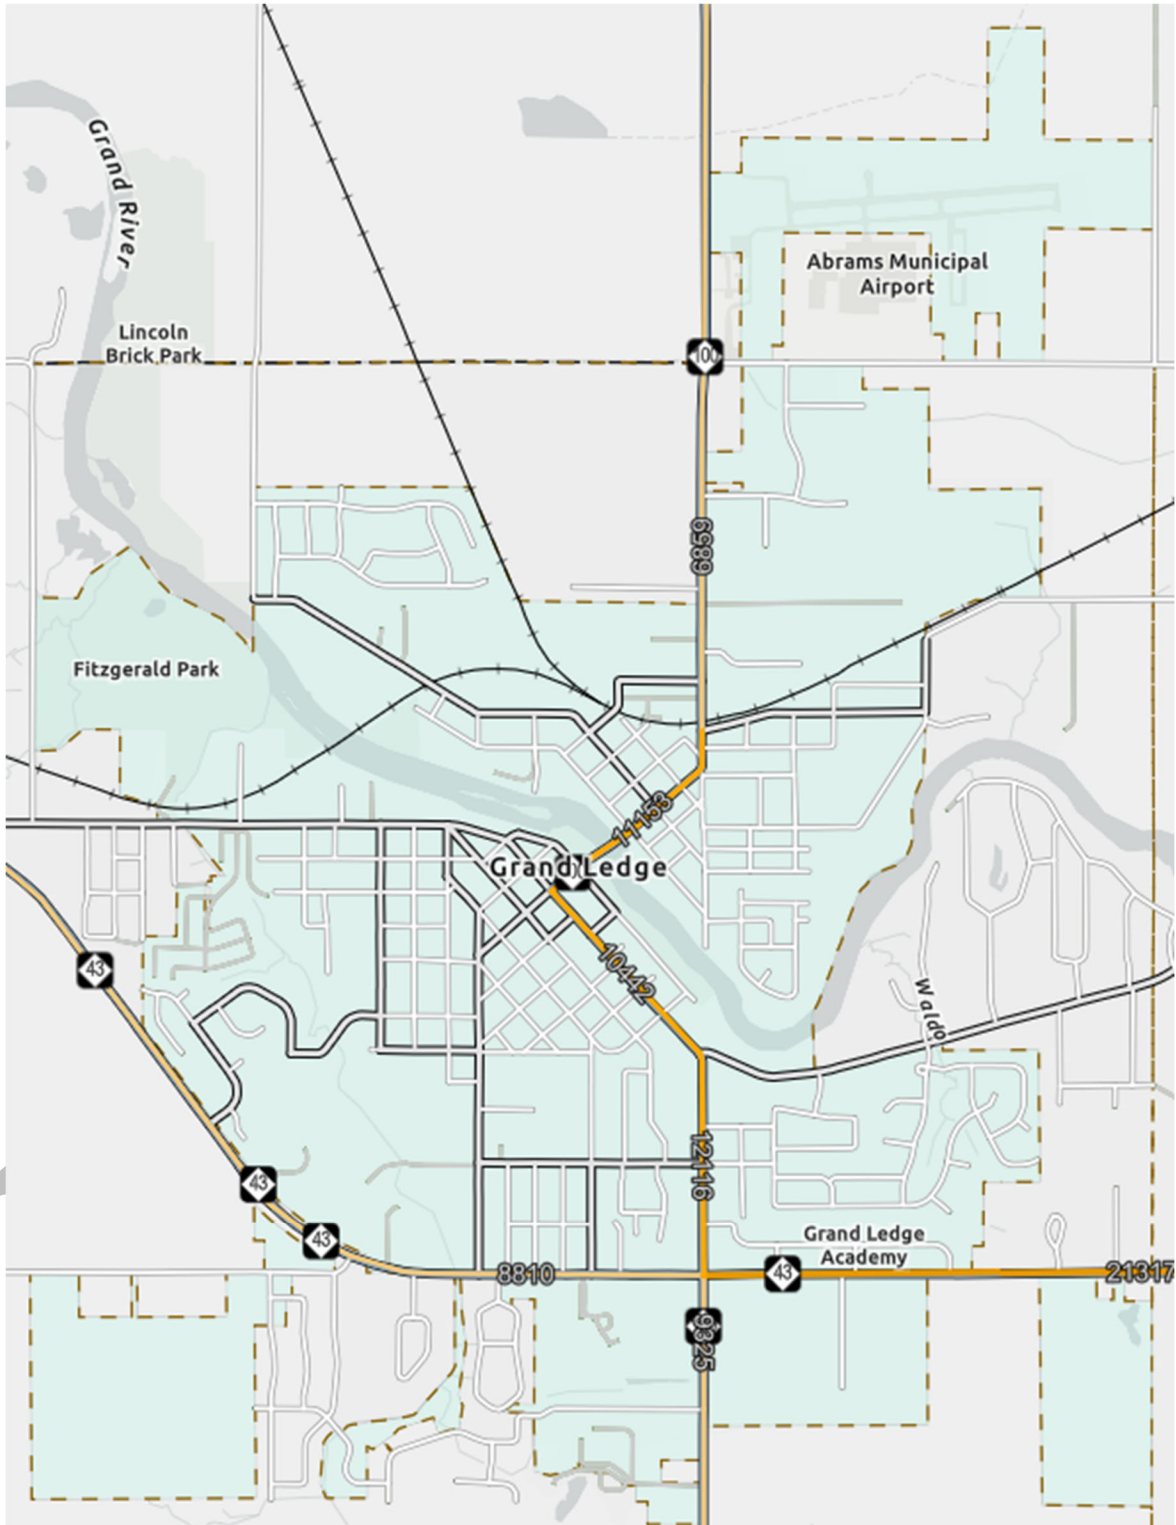 Grand River
Abrams Municipal
Airport
Lincoln
Brick Park
100
6989
Fitzgerald Park
11153
Grand Ledge
43
10442
Waldo
12116
43
43
Grand Ledge
Academy
8810
43
21317
9325